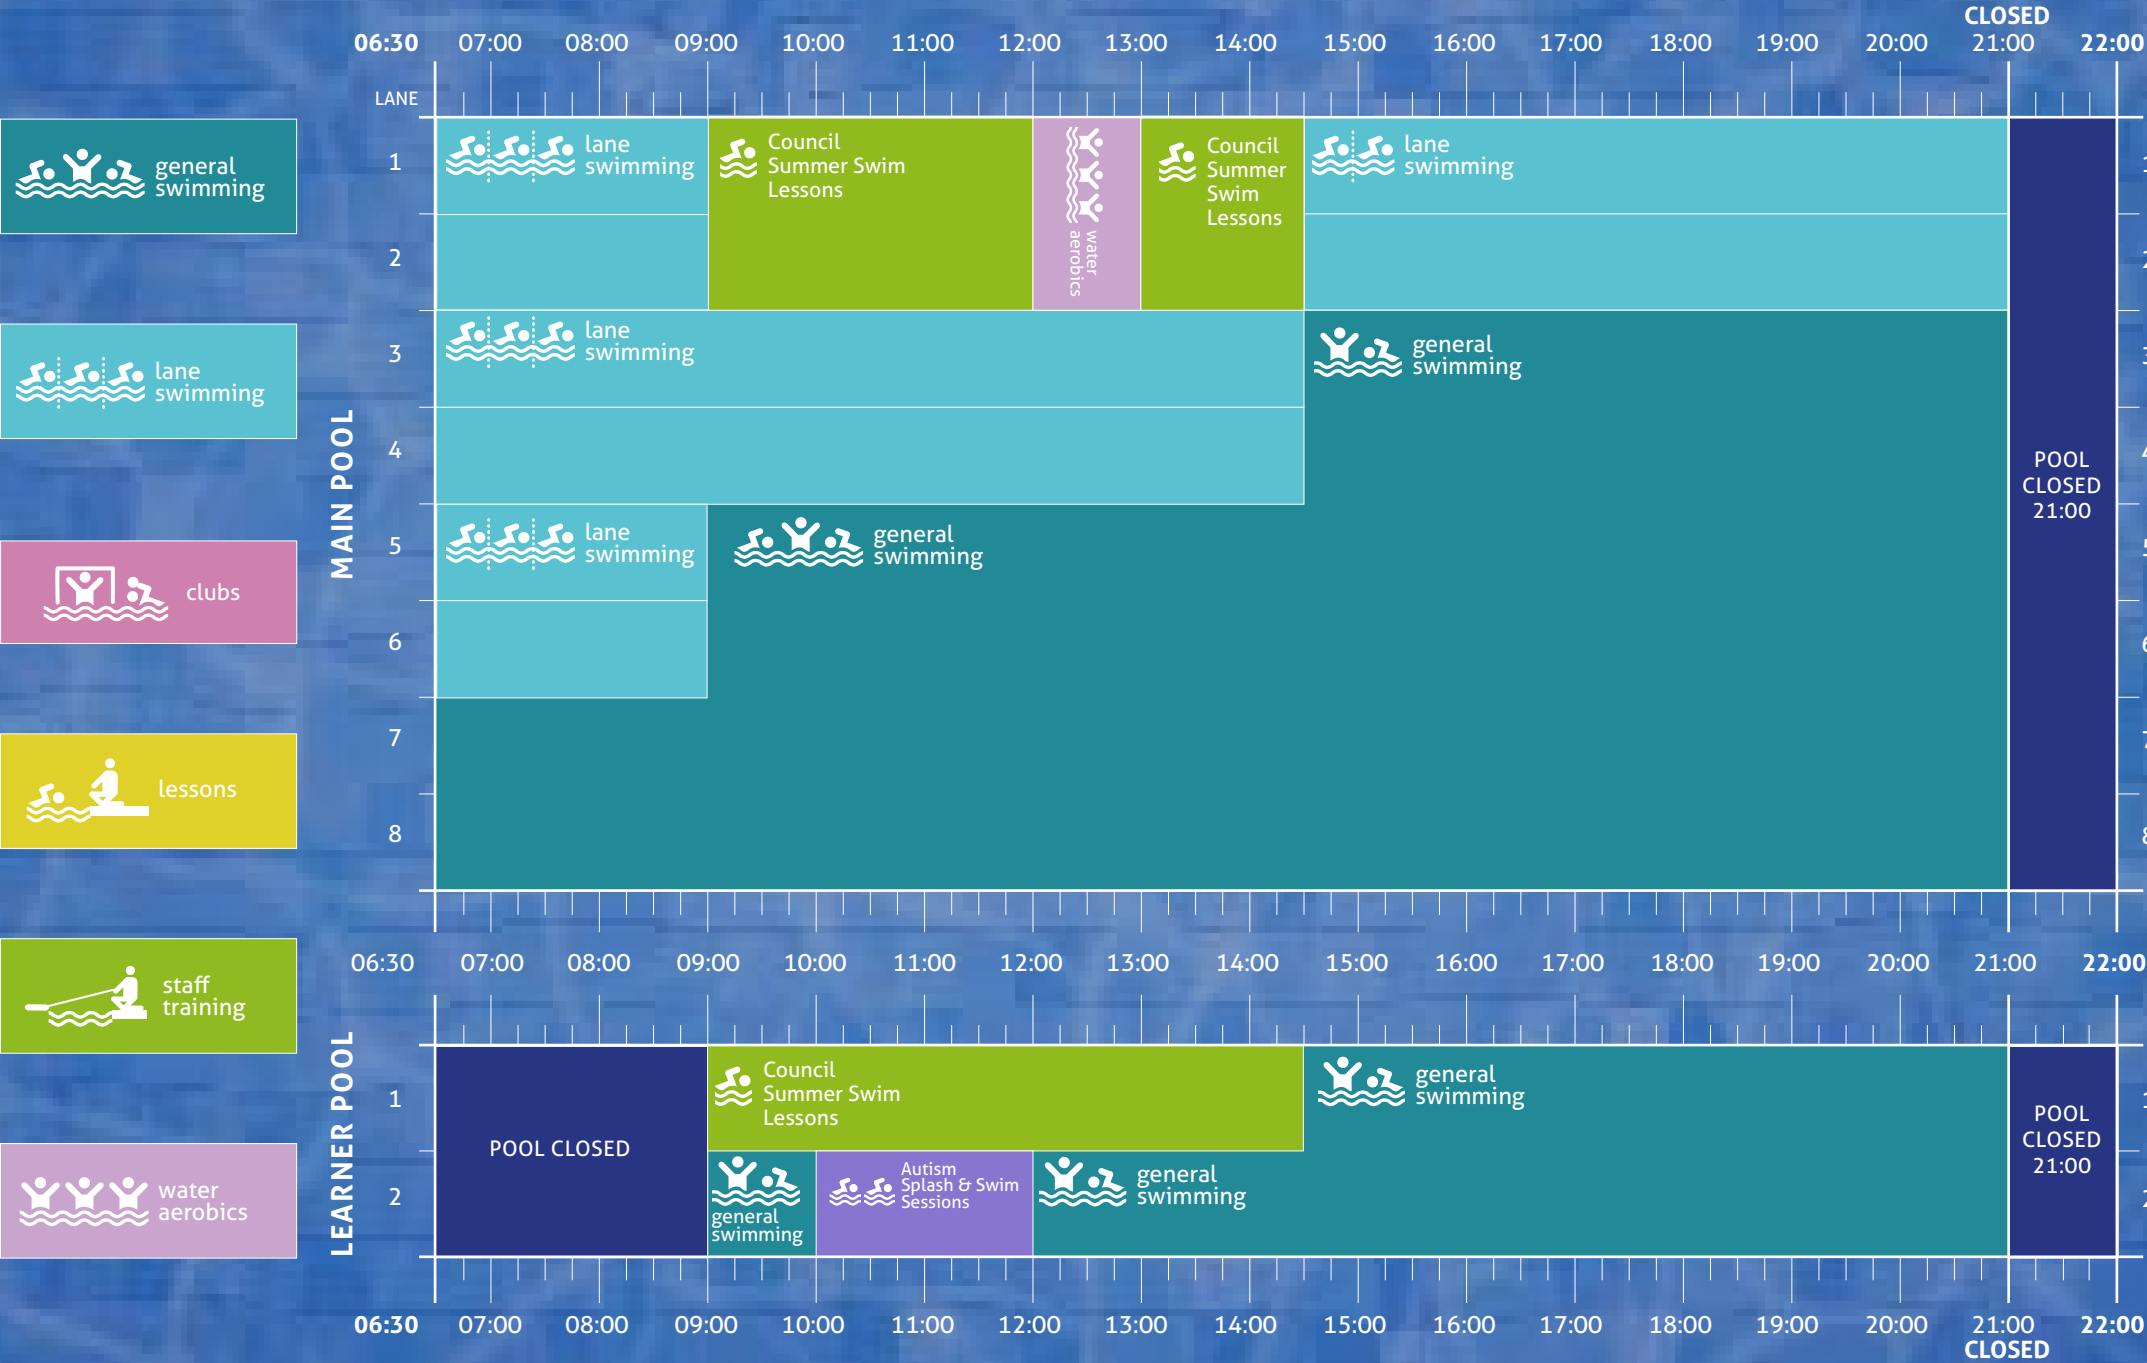 CLOSED
06:30 07:00 08:00 09:00 10:00 11:00 12:00 13:00 14:00 15:00 16:00 17:00 18:00 19:00 20:00 21:00 22:00
LANE
general
swimming
lane
swimming
clubs
lessons
staff
training
water
aerobics
MAIN POOL
1
2
3
4
5
6
7
8
lane
swimming
Council
Summer Swim
Lessons
water
aerobics
Council
Summer
Swim
Lessons
lane
swimming
lane
swimming
general
swimming
lane
swimming
general
swimming
POOL
CLOSED
21:00
06:30 07:00 08:00 09:00 10:00 11:00 12:00 13:00 14:00 15:00 16:00 17:00 18:00 19:00 20:00 21:00 22:00
LEARNER POOL
1
2
POOL CLOSED
Council
Summer Swim
Lessons
general
swimming
general
swimming
Autism
Splash & Swim
Sessions
general
swimming
POOL
CLOSED
21:00
06:30 07:00 08:00 09:00 10:00 11:00 12:00 13:00 14:00 15:00 16:00 17:00 18:00 19:00 20:00 21:00 22:00
CLOSED